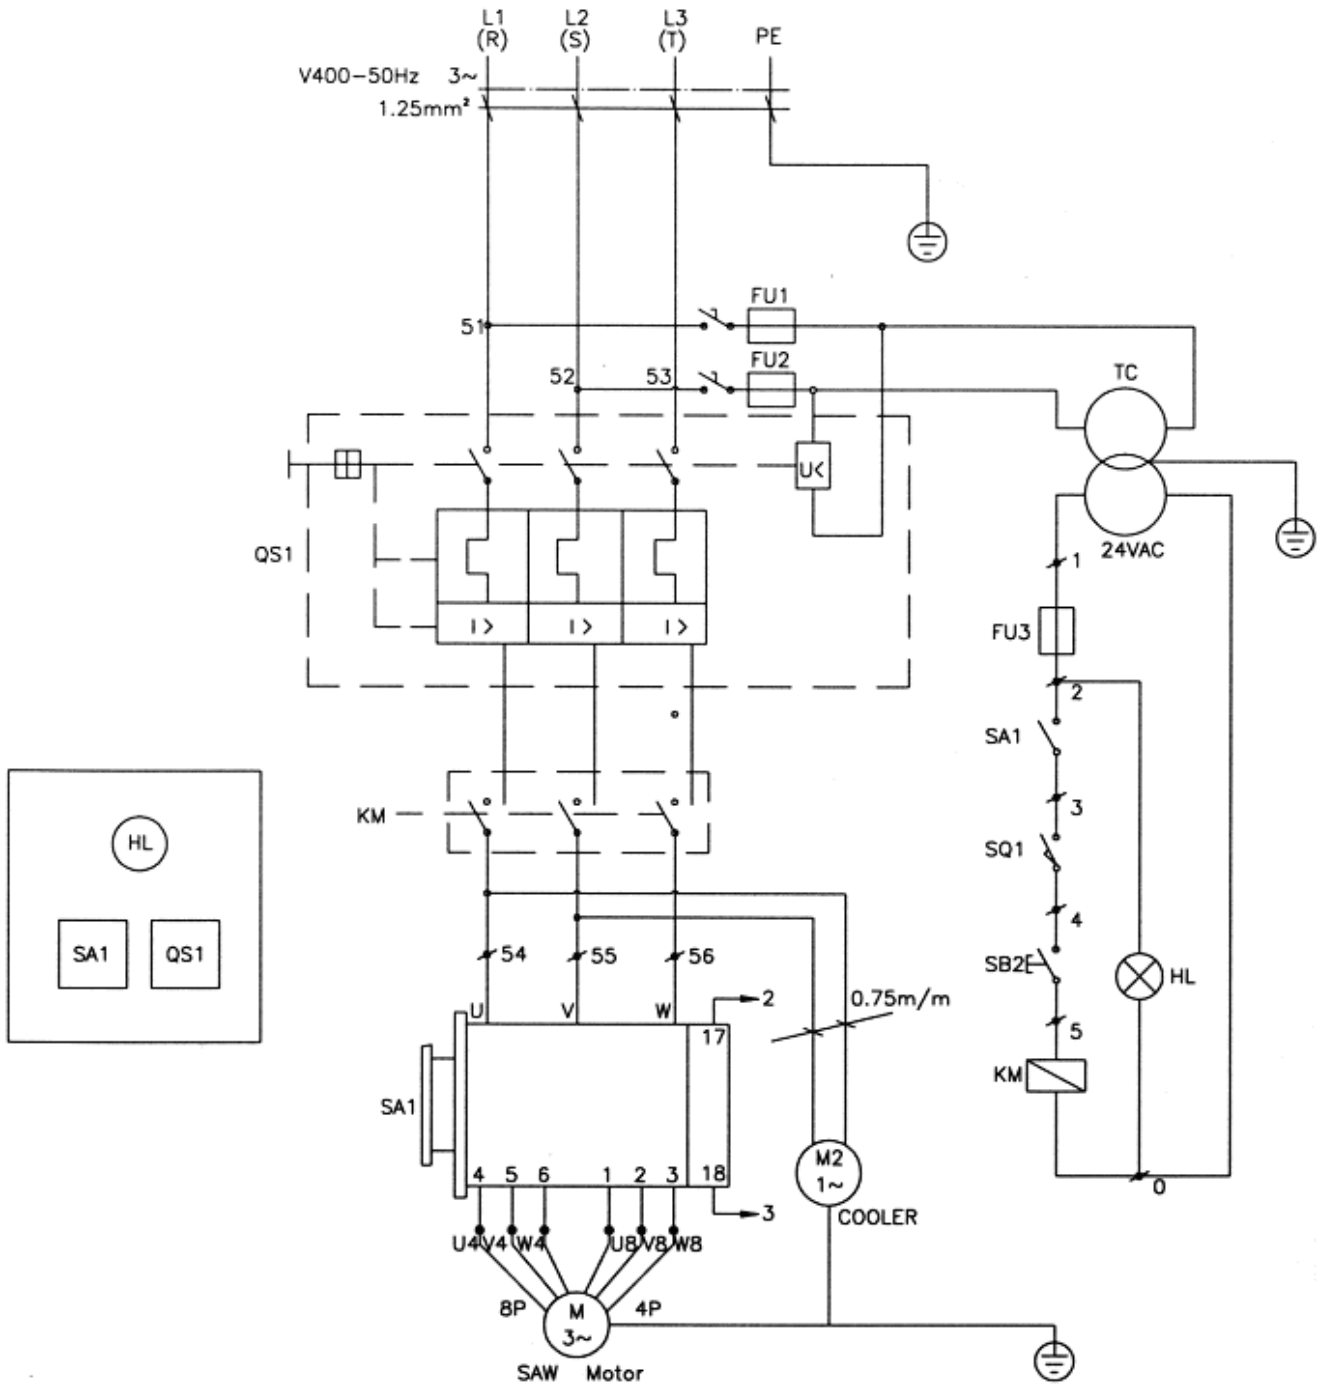 L1 L2 L3 PE
(R) (S) (T)
V400-50Hz 3~
1.25mm²
FU1
51
FU2
52 53
TC
U<
QS1
24VAC
1
I > I > I >
FU3
2
SA1
KM
3
HL
SQ1
4
SA1 QS1
54 55 56
SB2
HL
U V W
2
0.75m/m
17
5
KM
SA1
4 5 6 1 2 3 18
M2
1~
0
3
COOLER
U4 V4 W4 U8 V8 W8
8P M 4P
3~
SAW Motor